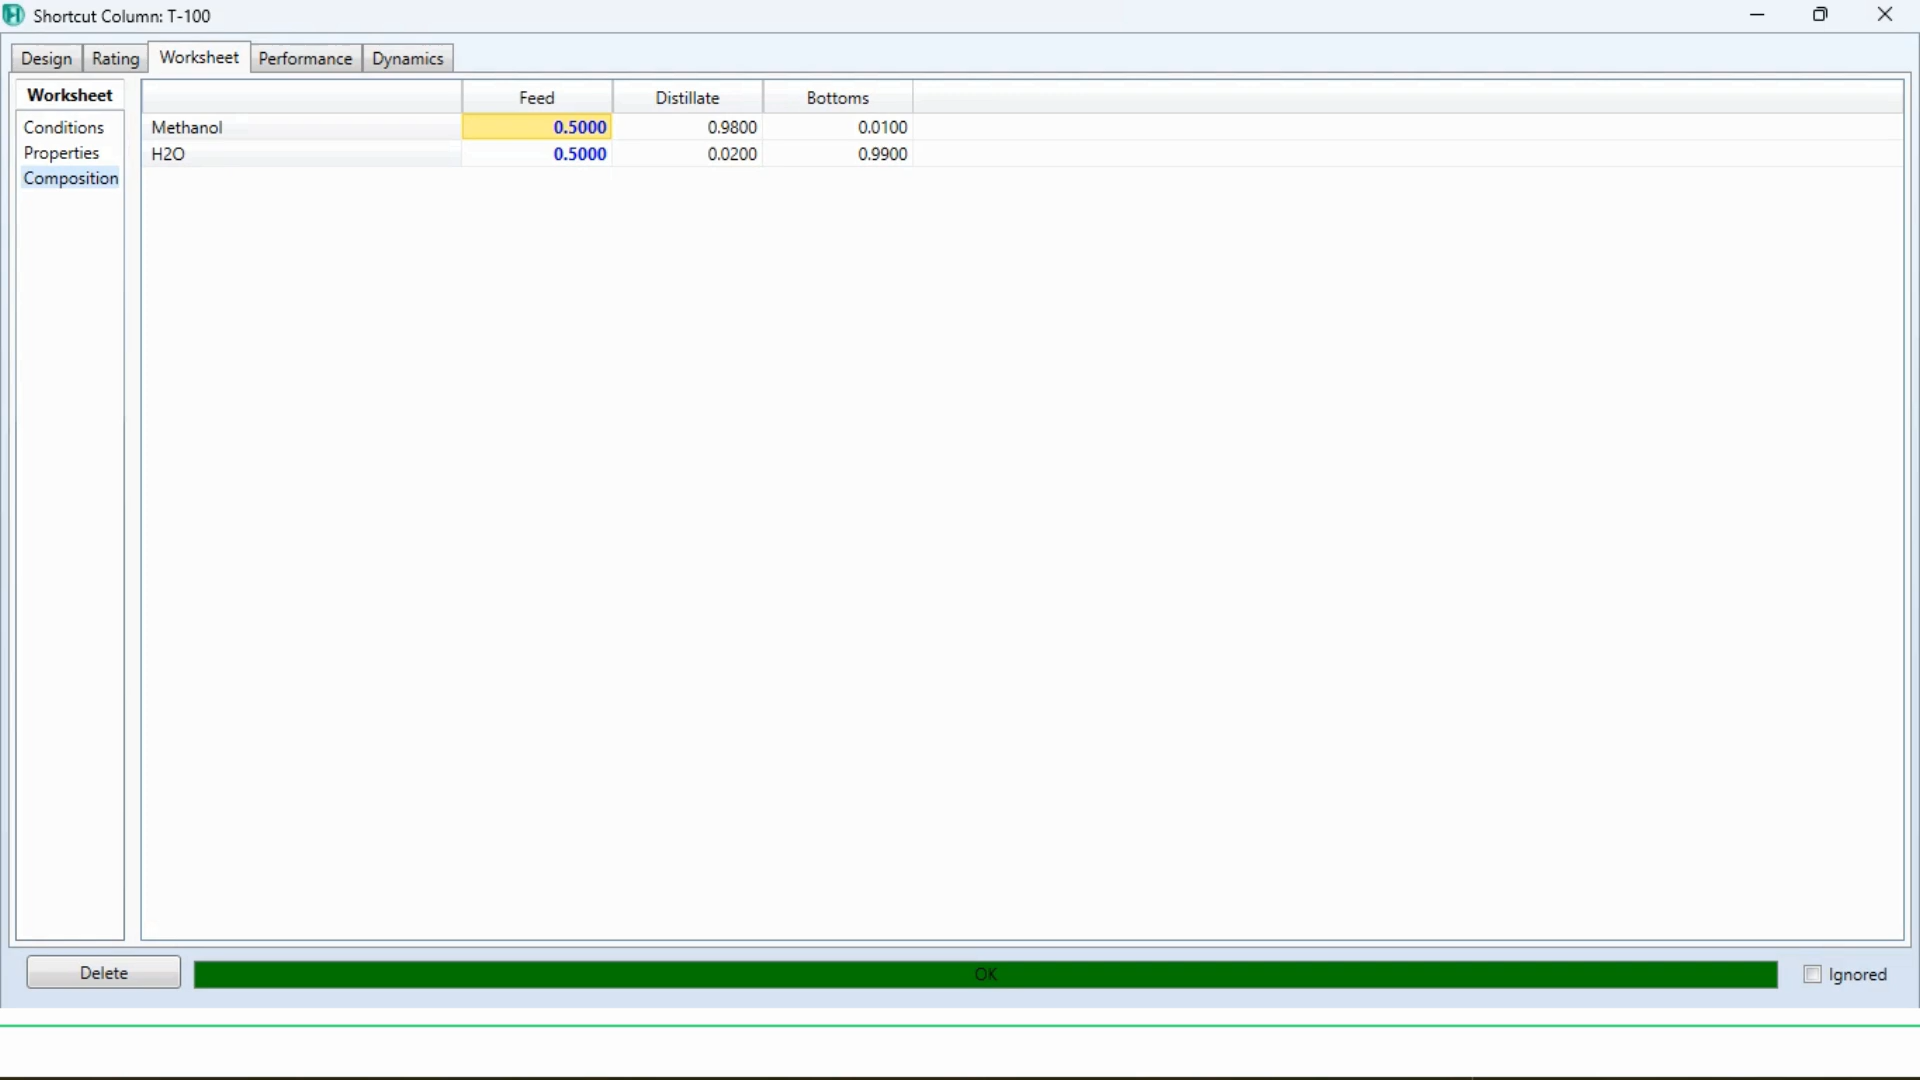 Shortcut Column: T-100
Design Rating Worksheet Performance Dynamics
Worksheet
Conditions
Properties
Composition
Feed Distillate Bottoms
Methanol 0.5000 0.9800 0.0100
H2O 0.5000 0.0200 0.9900
Delete OK Ignored